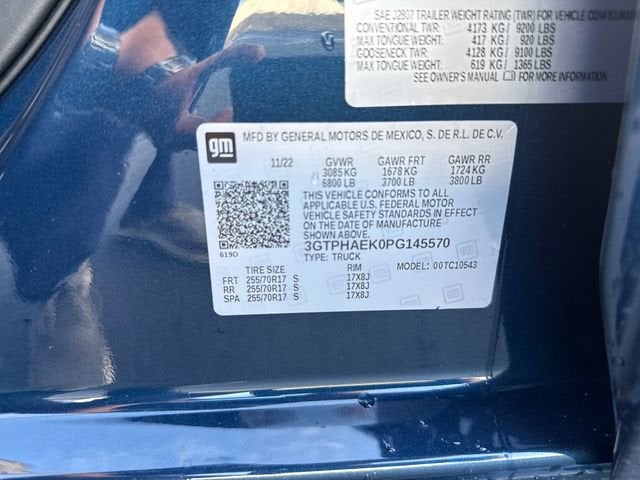 SAE J2807 TRAILER WEIGHT RATING (TWR) FOR VEHICLE CONFIGURATION
CONVENTIONAL TWR: 4173 KG/ 9200 LBS
MAX TONGUE WEIGHT: 417 KG/ 920 LBS
GOOSENECK TWR: 4128 KG/ 9100 LBS
MAX TONGUE WEIGHT: 619 KG/ 1365 LBS
SEE OWNER'S MANUAL FOR MORE INFORMATION
gm
MFD BY GENERAL MOTORS DE MEXICO, S. DE R.L. DE C.V.
11/22 GVWR GAWR FRT GAWR RR
3085 KG 1678 KG 1724 KG
6800 LB 3700 LB 3800 LB
THIS VEHICLE CONFORMS TO ALL
APPLICABLE U.S. FEDERAL MOTOR
VEHICLE SAFETY STANDARDS IN EFFECT
ON THE DATE OF MANUFACTURE
SHOWN ABOVE.
3GTPHAEK0PG145570
619D TYPE: TRUCK
MODEL: 00TC10543
TIRE SIZE RIM
FRT 255/70R17 S 17X8J
RR 255/70R17 S 17X8J
SPA 255/70R17 S 17X8J